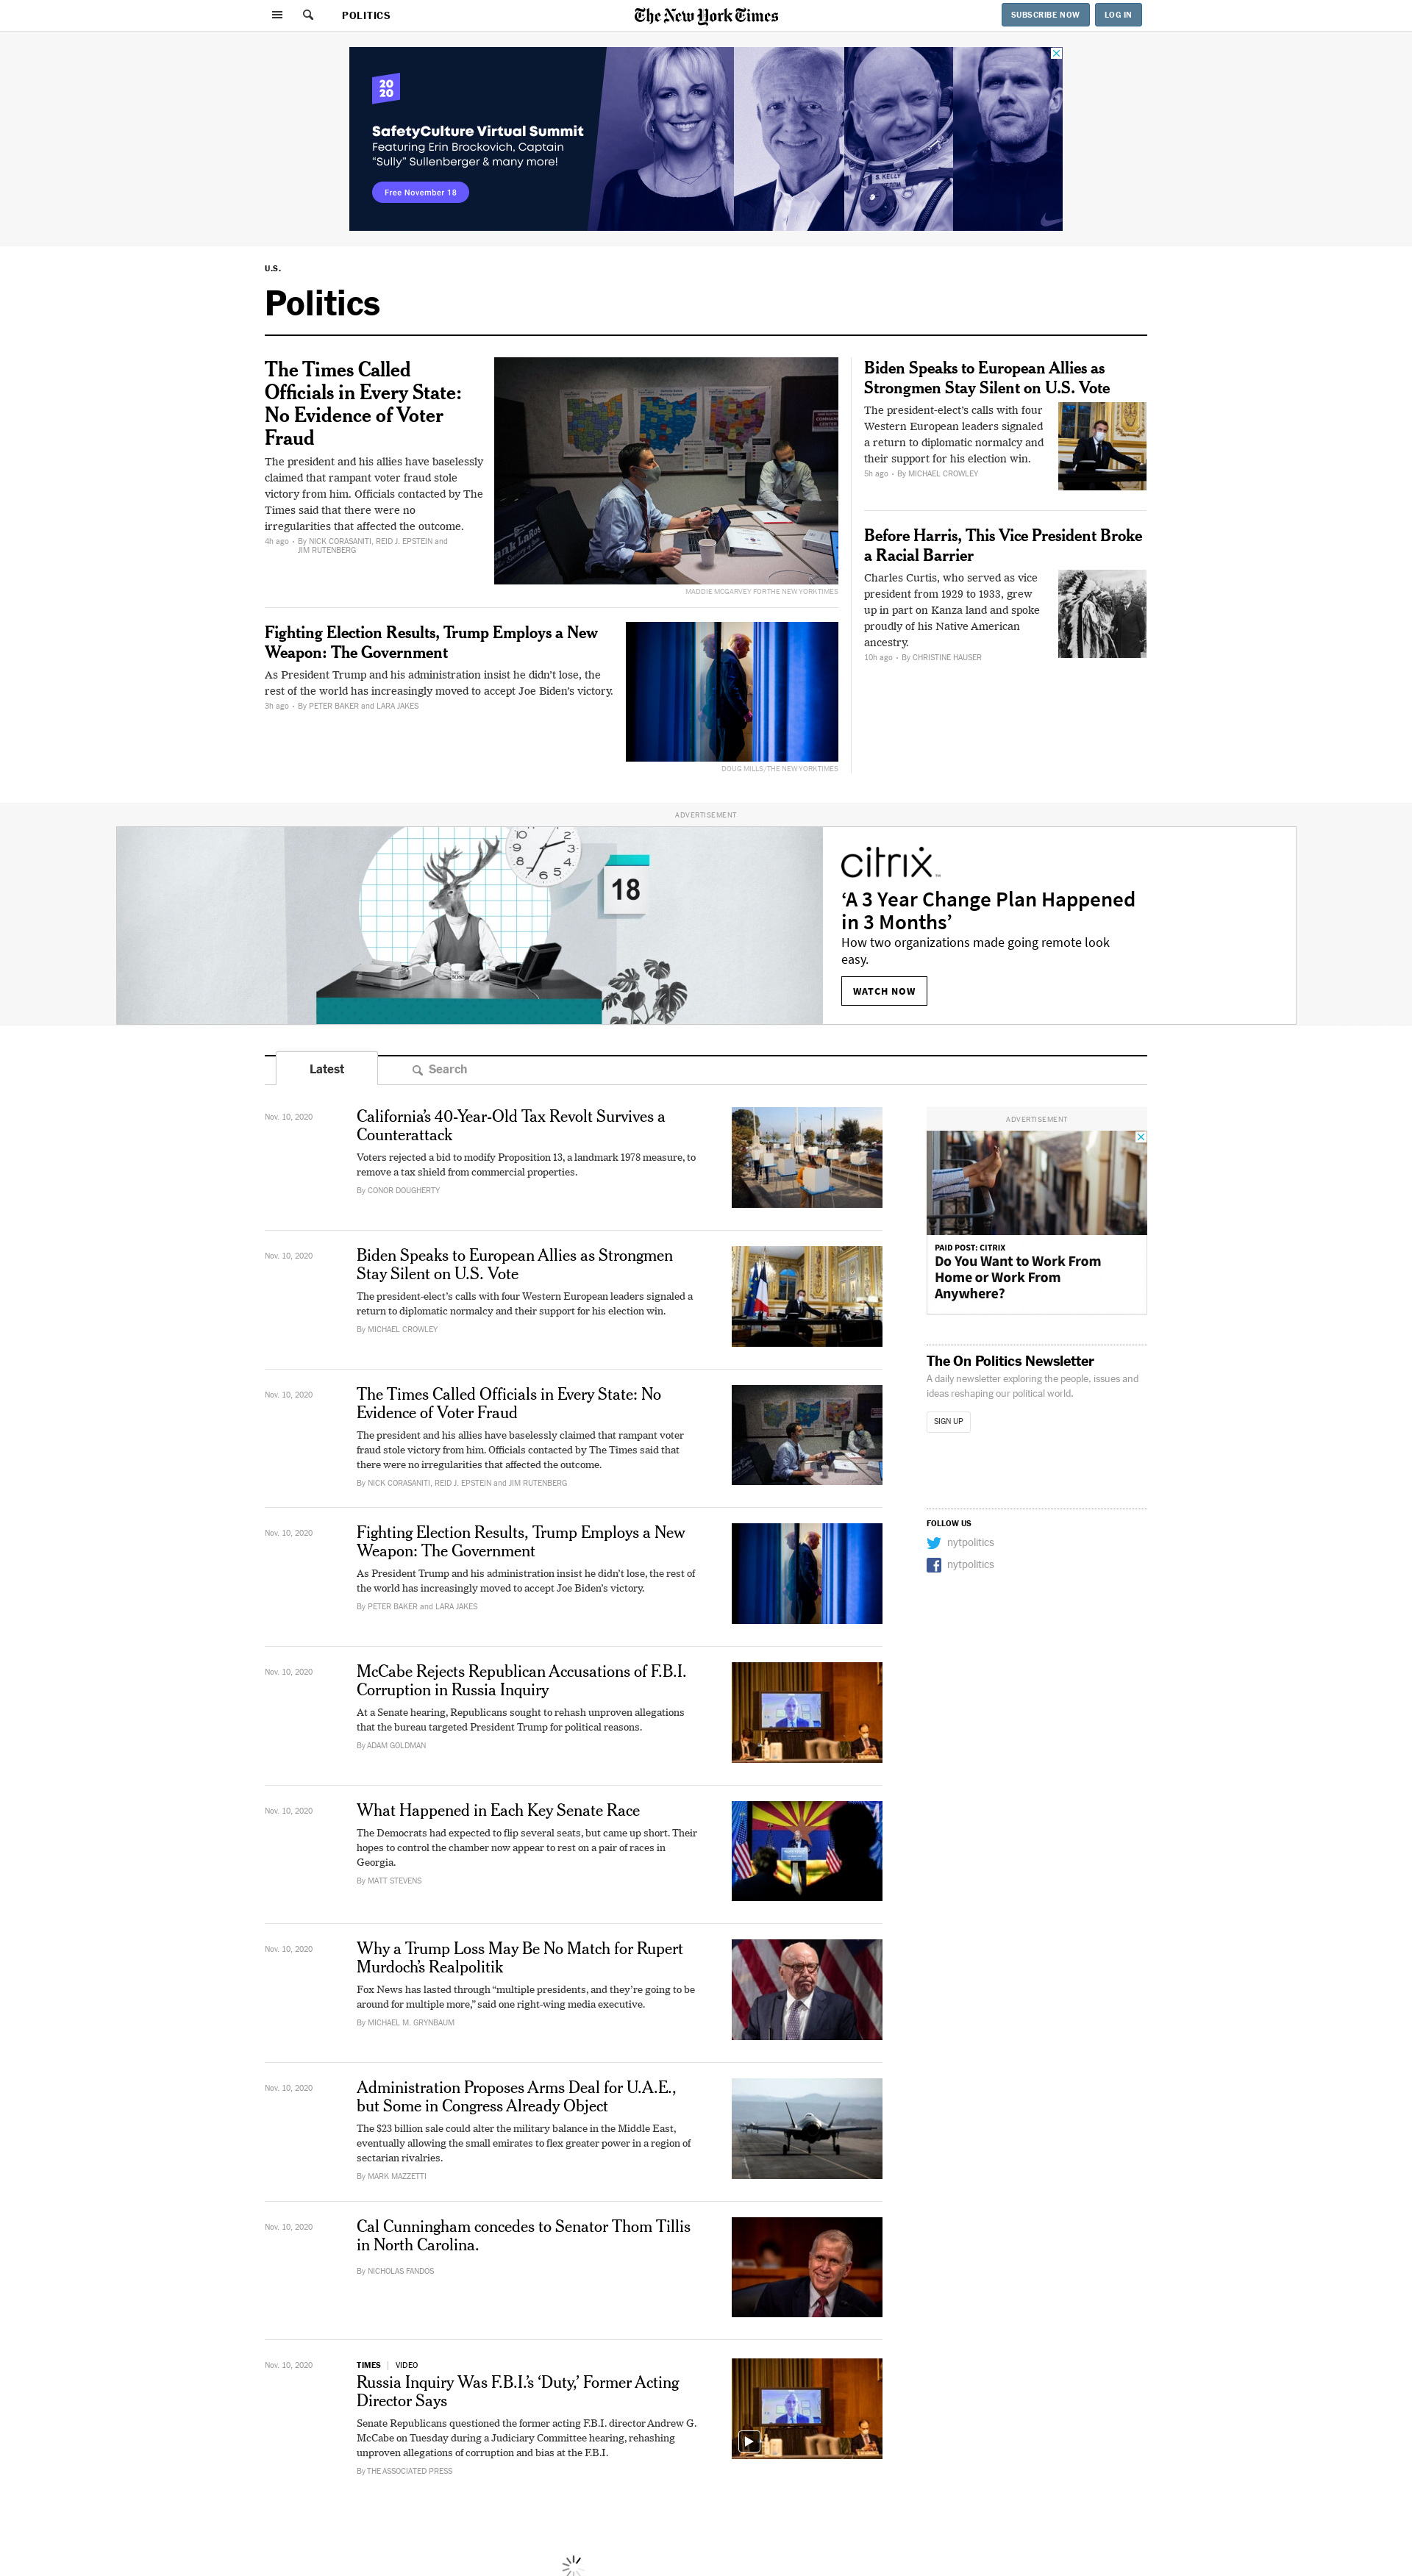 POLITICS
The New York Times
SUBSCRIBE NOW
LOG IN
20
20
SafetyCulture Virtual Summit
Featuring Erin Brockovich, Captain
“Sully” Sullenberger & many more!
Free November 18
S. KELLY
U.S.
Politics
The Times Called
Officials in Every State:
No Evidence of Voter
Fraud
The president and his allies have baselessly
claimed that rampant voter fraud stole
victory from him. Officials contacted by The
Times said that there were no
irregularities that affected the outcome.
4h ago • By NICK CORASANITI, REID J. EPSTEIN and
JIM RUTENBERG
MADDIE MCGARVEY FOR THE NEW YORK TIMES
Fighting Election Results, Trump Employs a New
Weapon: The Government
As President Trump and his administration insist he didn’t lose, the
rest of the world has increasingly moved to accept Joe Biden’s victory.
3h ago • By PETER BAKER and LARA JAKES
DOUG MILLS/THE NEW YORK TIMES
Biden Speaks to European Allies as
Strongmen Stay Silent on U.S. Vote
The president-elect’s calls with four
Western European leaders signaled
a return to diplomatic normalcy and
their support for his election win.
5h ago • By MICHAEL CROWLEY
Before Harris, This Vice President Broke
a Racial Barrier
Charles Curtis, who served as vice
president from 1929 to 1933, grew
up in part on Kanza land and spoke
proudly of his Native American
ancestry.
10h ago • By CHRISTINE HAUSER
ADVERTISEMENT
18
citrix
‘A 3 Year Change Plan Happened
in 3 Months’
How two organizations made going remote look
easy.
WATCH NOW
Latest
Search
Nov. 10, 2020
California’s 40-Year-Old Tax Revolt Survives a
Counterattack
Voters rejected a bid to modify Proposition 13, a landmark 1978 measure, to
remove a tax shield from commercial properties.
By CONOR DOUGHERTY
Nov. 10, 2020
Biden Speaks to European Allies as Strongmen
Stay Silent on U.S. Vote
The president-elect’s calls with four Western European leaders signaled a
return to diplomatic normalcy and their support for his election win.
By MICHAEL CROWLEY
Nov. 10, 2020
The Times Called Officials in Every State: No
Evidence of Voter Fraud
The president and his allies have baselessly claimed that rampant voter
fraud stole victory from him. Officials contacted by The Times said that
there were no irregularities that affected the outcome.
By NICK CORASANITI, REID J. EPSTEIN and JIM RUTENBERG
Nov. 10, 2020
Fighting Election Results, Trump Employs a New
Weapon: The Government
As President Trump and his administration insist he didn’t lose, the rest of
the world has increasingly moved to accept Joe Biden’s victory.
By PETER BAKER and LARA JAKES
Nov. 10, 2020
McCabe Rejects Republican Accusations of F.B.I.
Corruption in Russia Inquiry
At a Senate hearing, Republicans sought to rehash unproven allegations
that the bureau targeted President Trump for political reasons.
By ADAM GOLDMAN
Nov. 10, 2020
What Happened in Each Key Senate Race
The Democrats had expected to flip several seats, but came up short. Their
hopes to control the chamber now appear to rest on a pair of races in
Georgia.
By MATT STEVENS
Nov. 10, 2020
Why a Trump Loss May Be No Match for Rupert
Murdoch’s Realpolitik
Fox News has lasted through “multiple presidents, and they’re going to be
around for multiple more,” said one right-wing media executive.
By MICHAEL M. GRYNBAUM
Nov. 10, 2020
Administration Proposes Arms Deal for U.A.E.,
but Some in Congress Already Object
The $23 billion sale could alter the military balance in the Middle East,
eventually allowing the small emirates to flex greater power in a region of
sectarian rivalries.
By MARK MAZZETTI
Nov. 10, 2020
Cal Cunningham concedes to Senator Thom Tillis
in North Carolina.
By NICHOLAS FANDOS
Nov. 10, 2020
TIMES | VIDEO
Russia Inquiry Was F.B.I.’s ‘Duty,’ Former Acting
Director Says
Senate Republicans questioned the former acting F.B.I. director Andrew G.
McCabe on Tuesday during a Judiciary Committee hearing, rehashing
unproven allegations of corruption and bias at the F.B.I.
By THE ASSOCIATED PRESS
ADVERTISEMENT
PAID POST: CITRIX
Do You Want to Work From
Home or Work From
Anywhere?
The On Politics Newsletter
A daily newsletter exploring the people, issues and
ideas reshaping our political world.
SIGN UP
FOLLOW US
nytpolitics
nytpolitics